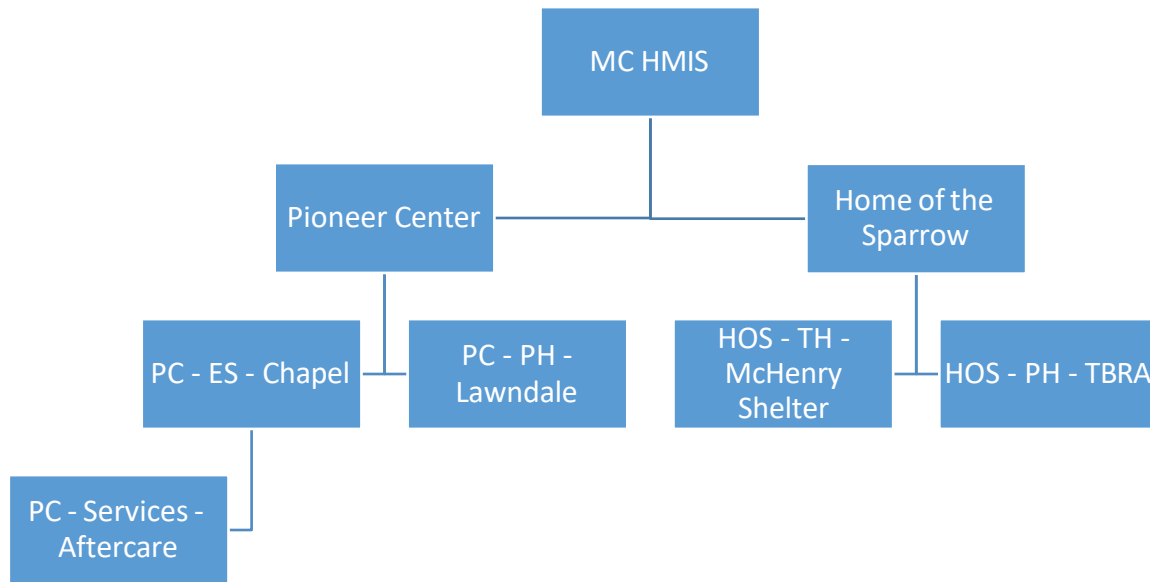 MC HMIS
Pioneer Center
Home of the
Sparrow
PC - ES - Chapel
PC - PH -
Lawndale
HOS - TH -
McHenry
Shelter
HOS - PH - TBRA
PC - Services -
Aftercare